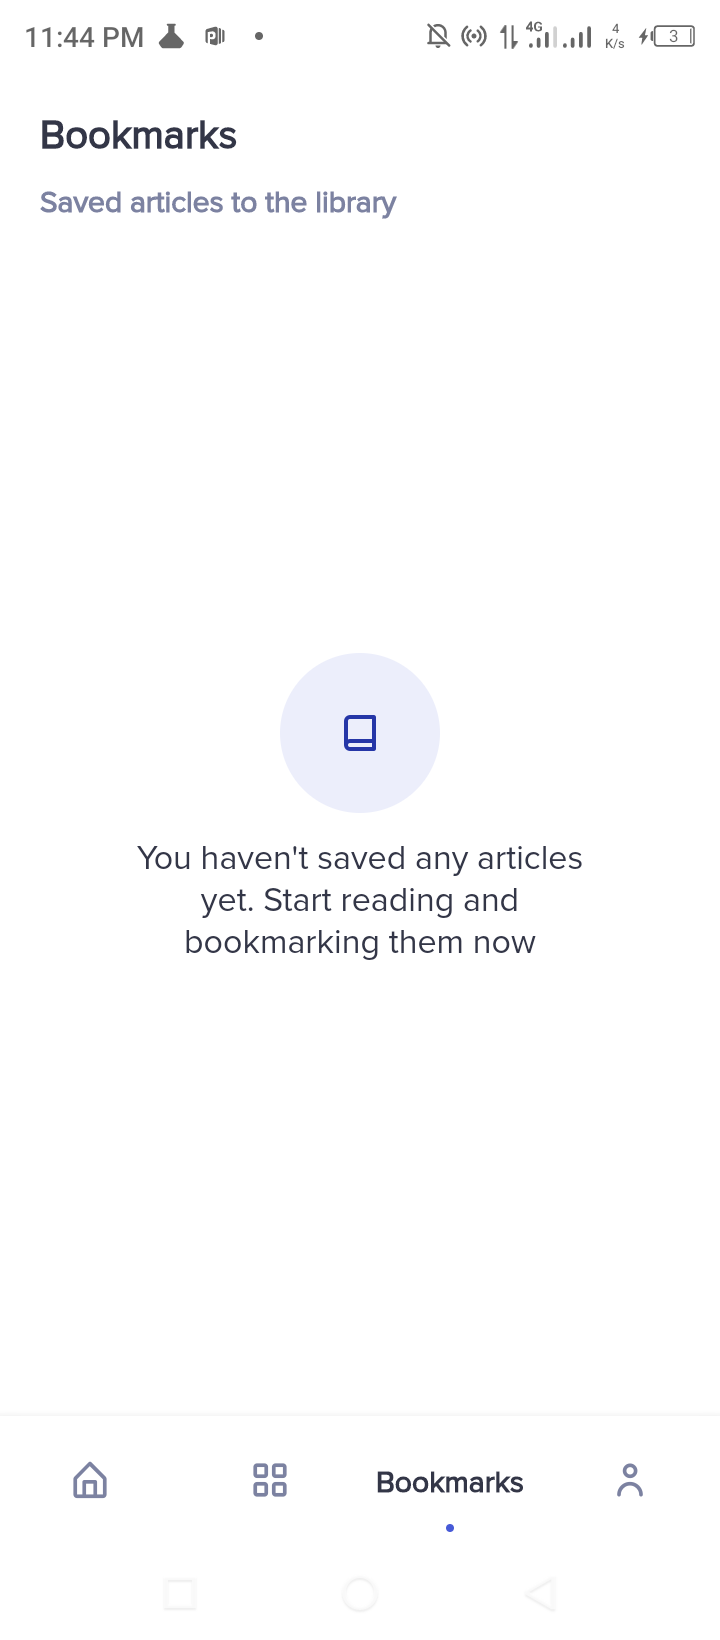 11:44 PM 4G 4 K/s 3
Bookmarks
Saved articles to the library
You haven't saved any articles
yet. Start reading and
bookmarking them now
Bookmarks